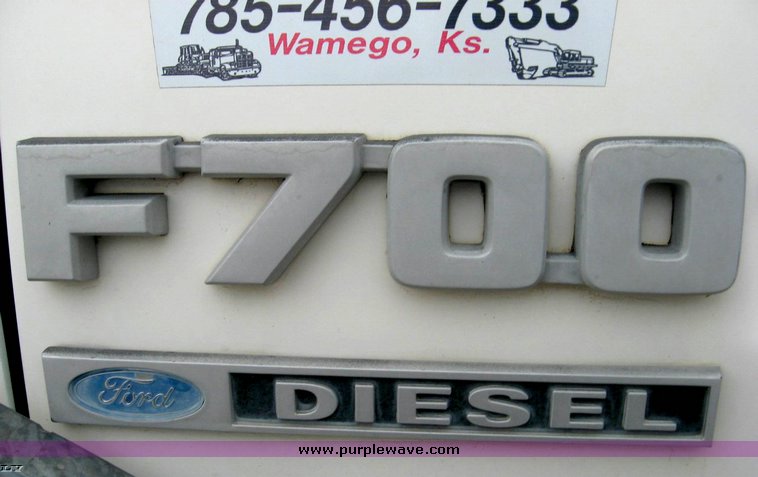 785-456-7333
Wamego, Ks.
F700
Ford DIESEL
www.purplewave.com